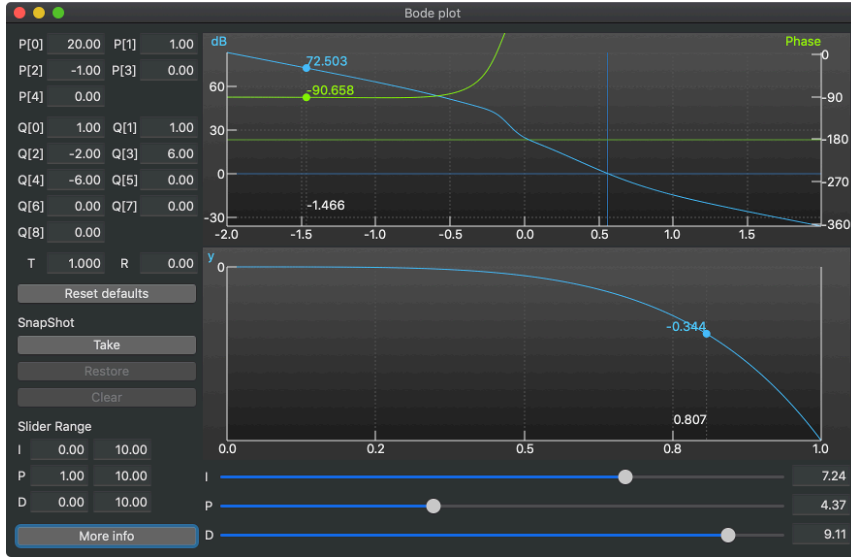 Bode plot
P[0] 20.00 P[1] 1.00
P[2] -1.00 P[3] 0.00
P[4] 0.00
Q[0] 1.00 Q[1] 1.00
Q[2] -2.00 Q[3] 6.00
Q[4] -6.00 Q[5] 0.00
Q[6] 0.00 Q[7] 0.00
Q[8] 0.00
T 1.000 R 0.00
Reset defaults
SnapShot
Take
Restore
Clear
Slider Range
I 0.00 10.00
P 1.00 10.00
D 0.00 10.00
More info
dB Phase
72.503
-90.658
-1.466
60
30
0
-30
0
-90
-180
-270
-360
-2.0 -1.5 -1.0 -0.5 0.0 0.5 1.0 1.5
y
0
-0.344
0.807
0.0 0.2 0.5 0.8 1.0
I 7.24
P 4.37
D 9.11